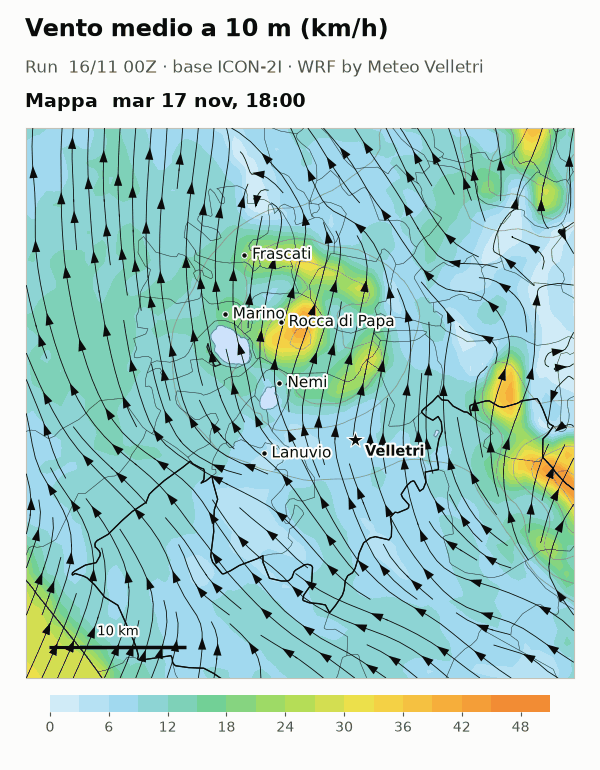 Vento medio a 10 m (km/h)
Run  16/11 00Z · base ICON-2I · WRF by Meteo Velletri
Mappa  mar 17 nov, 18:00
Frascati
Marino
Rocca di Papa
Nemi
Lanuvio
Velletri
10 km
0 6 12 18 24 30 36 42 48